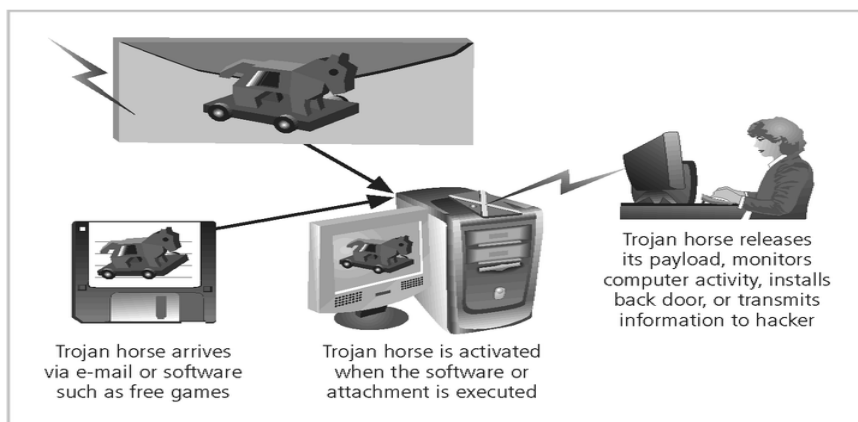 Trojan horse arrives
via e-mail or software
such as free games
Trojan horse is activated
when the software or
attachment is executed
Trojan horse releases
its payload, monitors
computer activity, installs
back door, or transmits
information to hacker